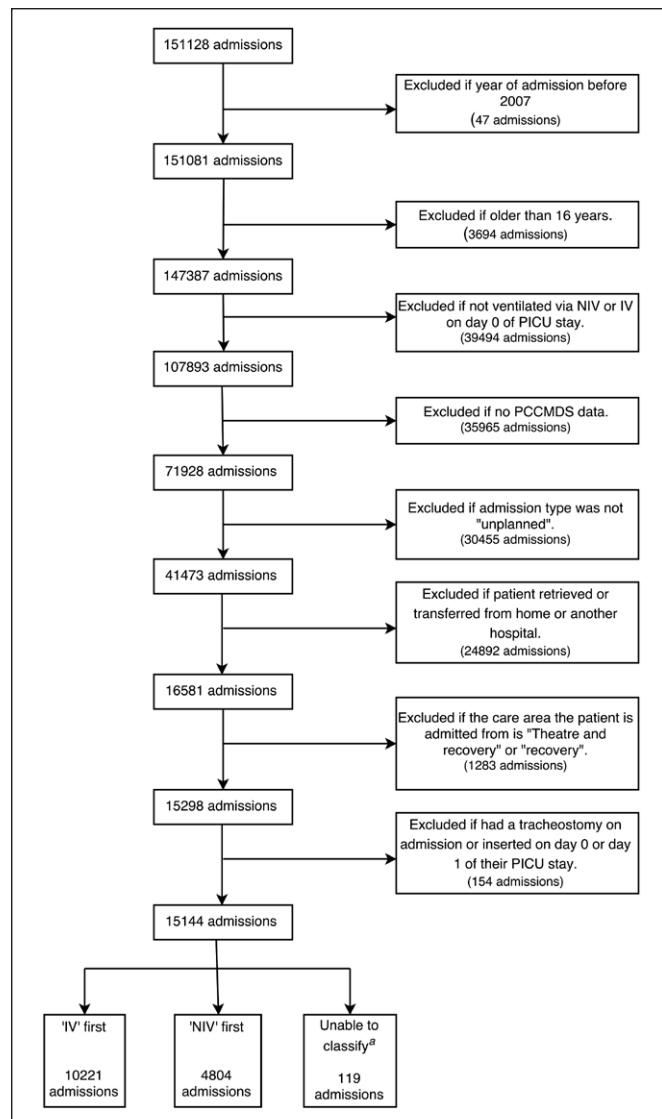 151128 admissions
Excluded if year of admission before
2007
(47 admissions)
151081 admissions
Excluded if older than 16 years.
(3694 admissions)
147387 admissions
Excluded if not ventilated via NIV or IV
on day 0 of PICU stay.
(39494 admissions)
107893 admissions
Excluded if no PCCMDS data.
(35965 admissions)
71928 admissions
Excluded if admission type was not
"unplanned".
(30455 admissions)
41473 admissions
Excluded if patient retrieved or
transferred from home or another
hospital.
(24892 admissions)
16581 admissions
Excluded if the care area the patient is
admitted from is "Theatre and
recovery" or "recovery".
(1283 admissions)
15298 admissions
Excluded if had a tracheostomy on
admission or inserted on day 0 or day
1 of their PICU stay.
(154 admissions)
15144 admissions
'IV' first
10221
admissions
'NIV' first
4804
admissions
Unable to
classify^a
119
admissions